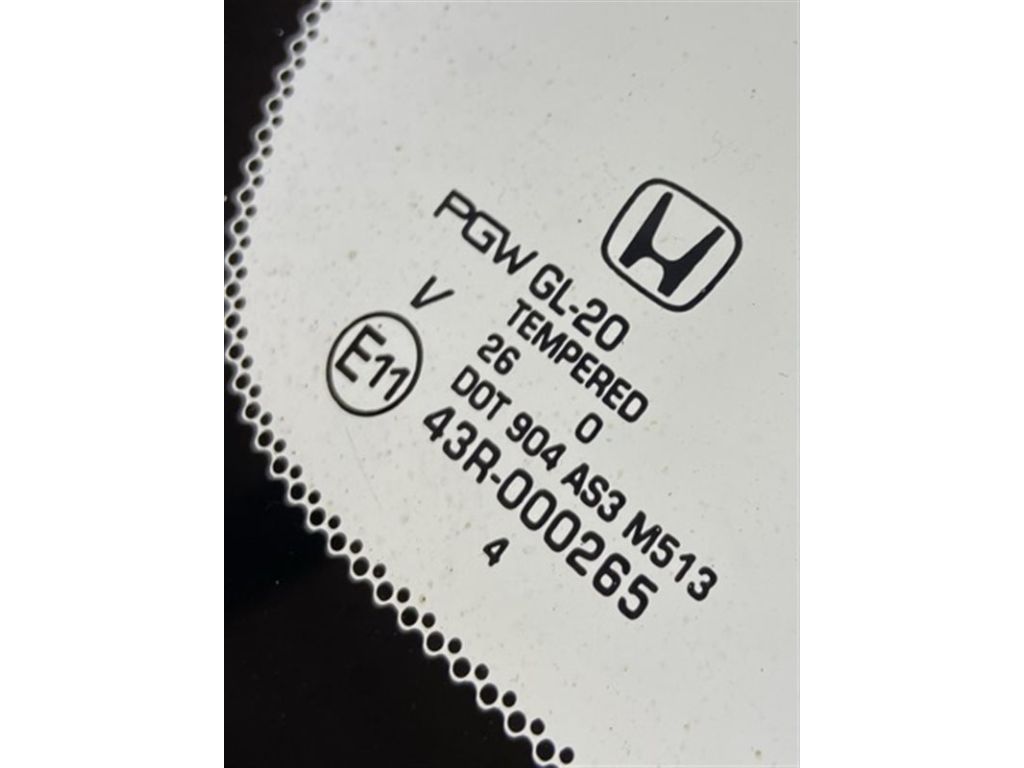 PGW GL-20
TEMPERED
V 26 0
E11 DOT 904 AS3 M513
43R-000265
4